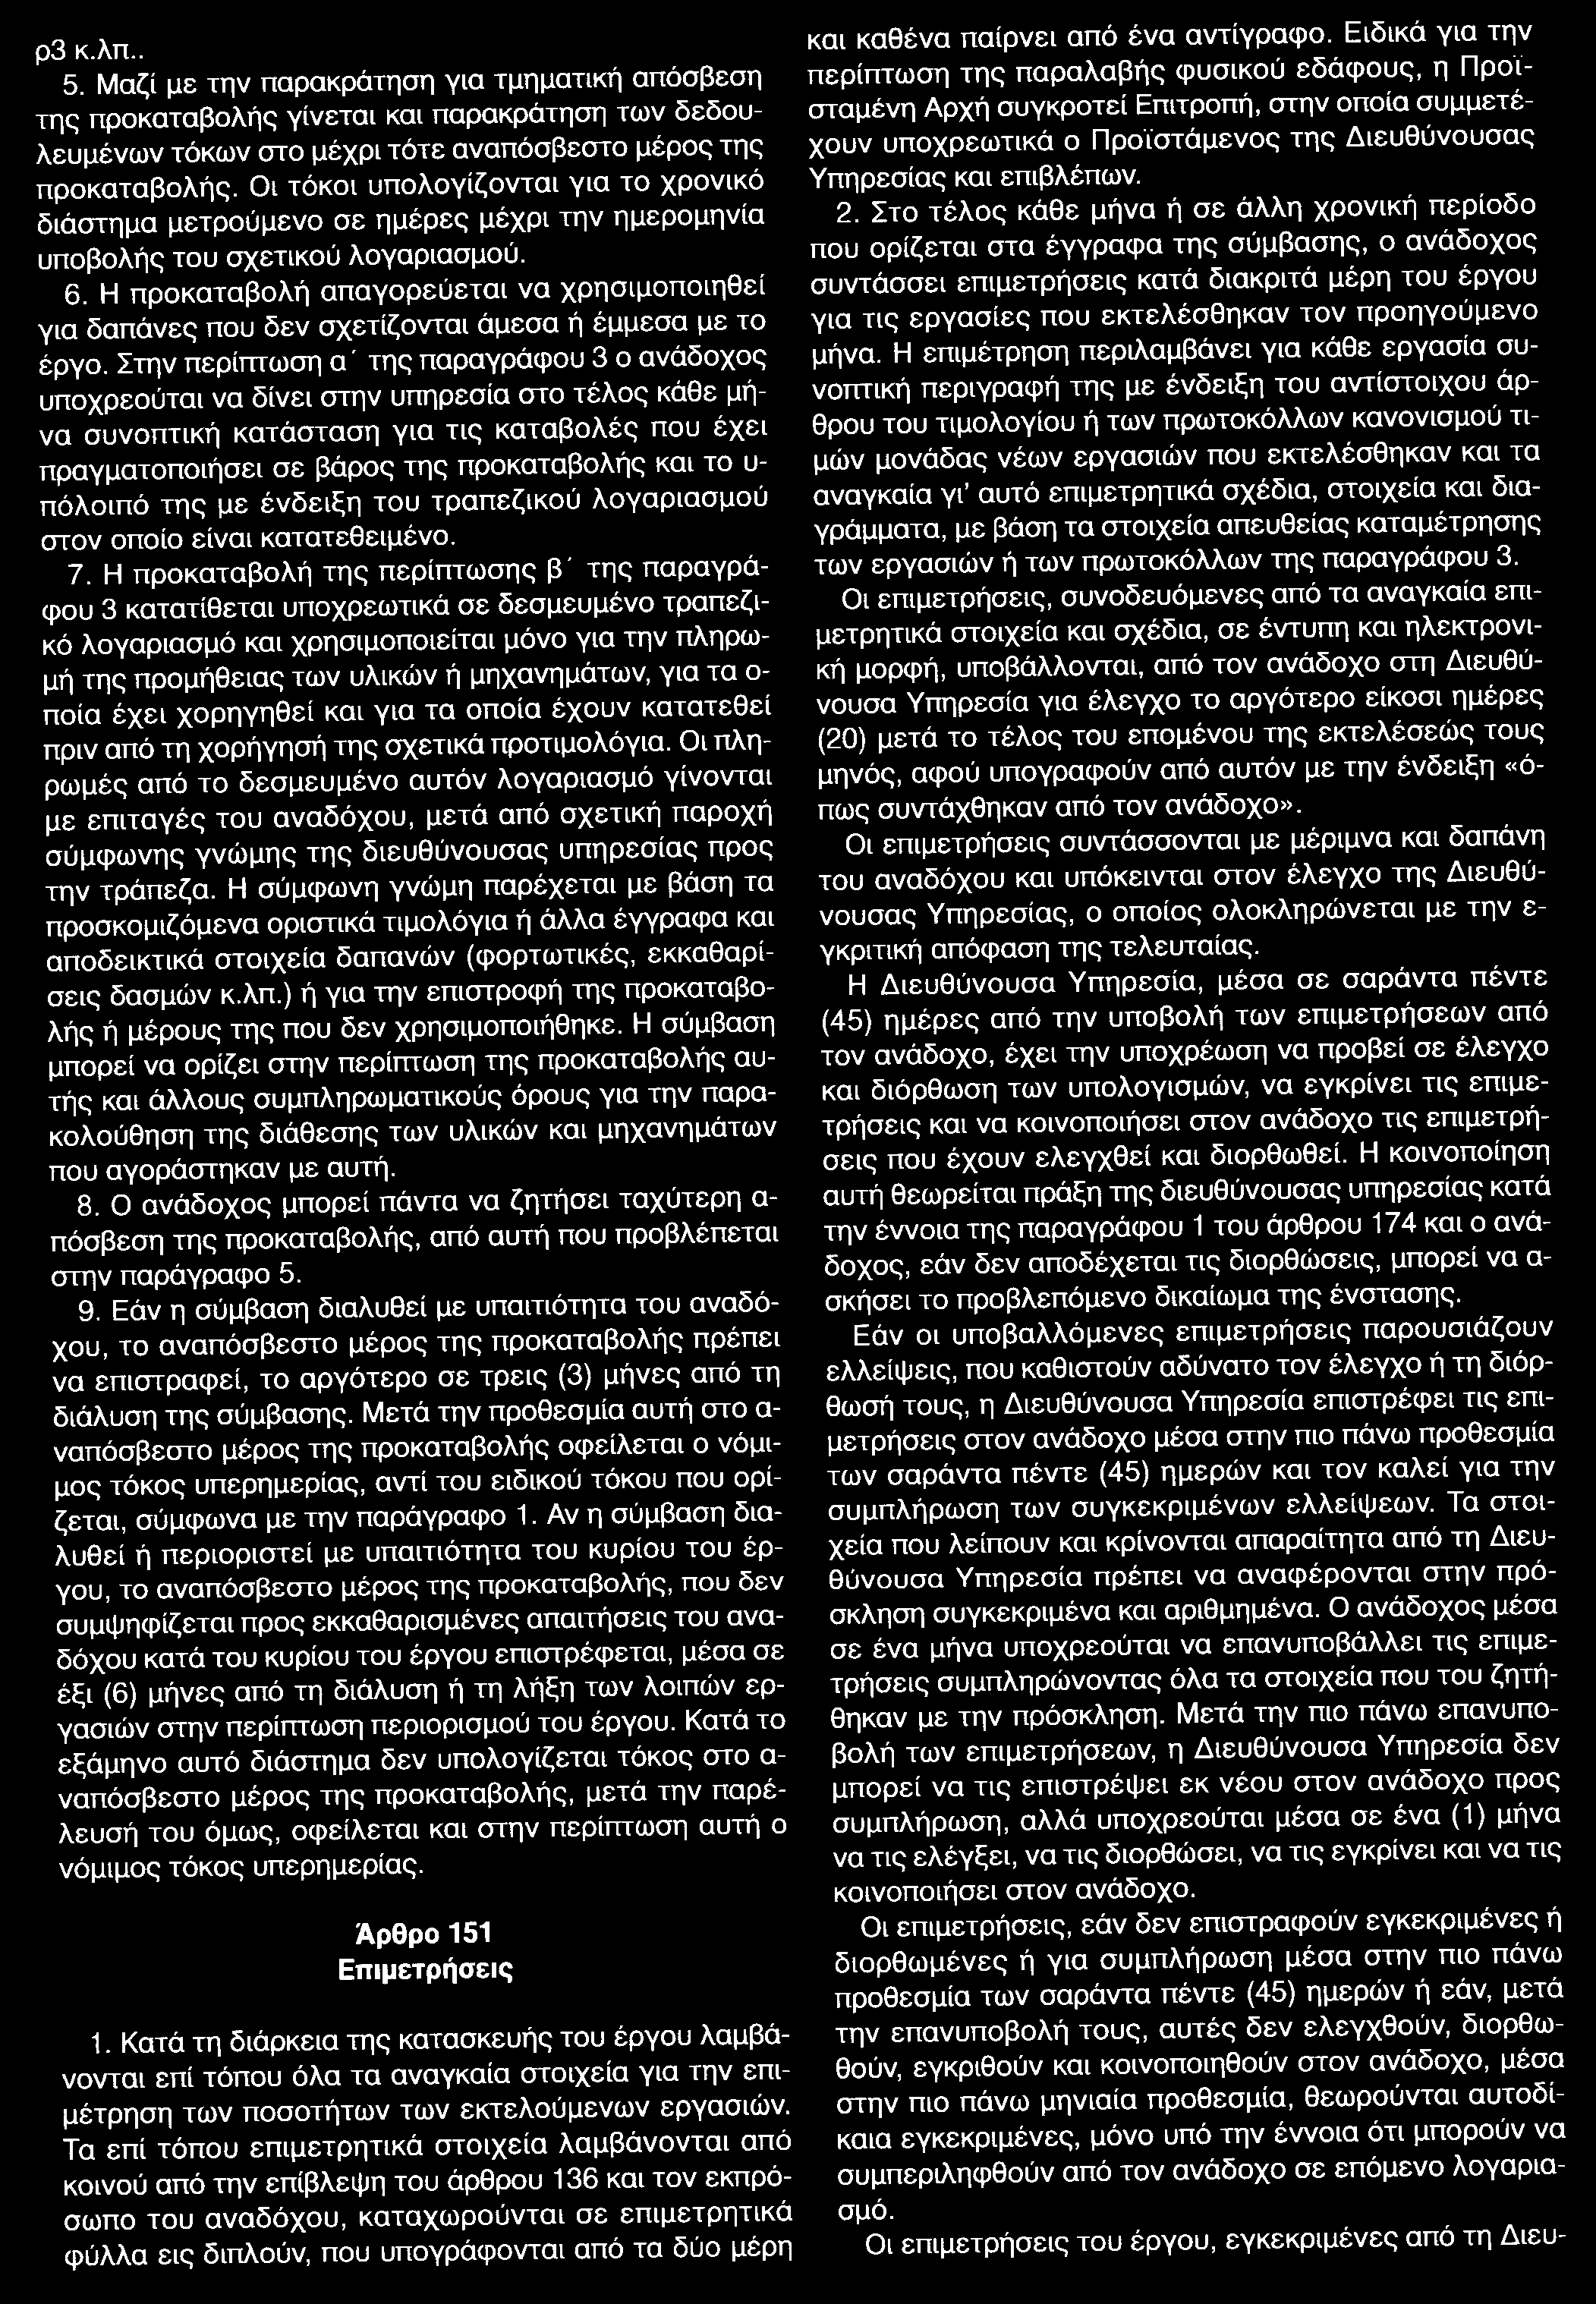 ρ3 κ.λπ..
5. Μαζί με την παρακράτηση για τμηματική απόσβεση
της προκαταβολής γίνεται και παρακράτηση των δεδου-
λευμένων τόκων στο μέχρι τότε αναπόσβεστο μέρος της
προκαταβολής. Οι τόκοι υπολογίζονται για το χρονικό
διάστημα μετρούμενο σε ημέρες μέχρι την ημερομηνία
υποβολής του σχετικού λογαριασμού.
6. Η προκαταβολή απαγορεύεται να χρησιμοποιηθεί
για δαπάνες που δεν σχετίζονται άμεσα ή έμμεσα με το
έργο. Στην περίπτωση α΄ της παραγράφου 3 ο ανάδοχος
υποχρεούται να δίνει στην υπηρεσία στο τέλος κάθε μή-
να συνοπτική κατάσταση για τις καταβολές που έχει
πραγματοποιήσει σε βάρος της προκαταβολής και το υ-
πόλοιπό της με ένδειξη του τραπεζικού λογαριασμού
στον οποίο είναι κατατεθειμένο.
7. Η προκαταβολή της περίπτωσης β΄ της παραγρά-
φου 3 κατατίθεται υποχρεωτικά σε δεσμευμένο τραπεζι-
κό λογαριασμό και χρησιμοποιείται μόνο για την πληρω-
μή της προμήθειας των υλικών ή μηχανημάτων, για τα ο-
ποία έχει χορηγηθεί και για τα οποία έχουν κατατεθεί
πριν από τη χορήγησή της σχετικά προτιμολόγια. Οι πλη-
ρωμές από το δεσμευμένο αυτόν λογαριασμό γίνονται
με επιταγές του αναδόχου, μετά από σχετική παροχή
σύμφωνης γνώμης της διευθύνουσας υπηρεσίας προς
την τράπεζα. Η σύμφωνη γνώμη παρέχεται με βάση τα
προσκομιζόμενα οριστικά τιμολόγια ή άλλα έγγραφα και
αποδεικτικά στοιχεία δαπανών (φορτωτικές, εκκαθαρί-
σεις δασμών κ.λπ.) ή για την επιστροφή της προκαταβο-
λής ή μέρους της που δεν χρησιμοποιήθηκε. Η σύμβαση
μπορεί να ορίζει στην περίπτωση της προκαταβολής αυ-
τής και άλλους συμπληρωματικούς όρους για την παρα-
κολούθηση της διάθεσης των υλικών και μηχανημάτων
που αγοράστηκαν με αυτή.
8. Ο ανάδοχος μπορεί πάντα να ζητήσει ταχύτερη α-
πόσβεση της προκαταβολής, από αυτή που προβλέπεται
στην παράγραφο 5.
9. Εάν η σύμβαση διαλυθεί με υπαιτιότητα του αναδό-
χου, το αναπόσβεστο μέρος της προκαταβολής πρέπει
να επιστραφεί, το αργότερο σε τρεις (3) μήνες από τη
διάλυση της σύμβασης. Μετά την προθεσμία αυτή στο α-
ναπόσβεστο μέρος της προκαταβολής οφείλεται ο νόμι-
μος τόκος υπερημερίας, αντί του ειδικού τόκου που ορί-
ζεται, σύμφωνα με την παράγραφο 1. Αν η σύμβαση δια-
λυθεί ή περιοριστεί με υπαιτιότητα του κυρίου του έρ-
γου, το αναπόσβεστο μέρος της προκαταβολής, που δεν
συμψηφίζεται προς εκκαθαρισμένες απαιτήσεις του ανα-
δόχου κατά του κυρίου του έργου επιστρέφεται, μέσα σε
έξι (6) μήνες από τη διάλυση ή τη λήξη των λοιπών ερ-
γασιών στην περίπτωση περιορισμού του έργου. Κατά το
εξάμηνο αυτό διάστημα δεν υπολογίζεται τόκος στο α-
ναπόσβεστο μέρος της προκαταβολής, μετά την παρέ-
λευσή του όμως, οφείλεται και στην περίπτωση αυτή ο
νόμιμος τόκος υπερημερίας.
Άρθρο 151
Επιμετρήσεις
1. Κατά τη διάρκεια της κατασκευής του έργου λαμβά-
νονται επί τόπου όλα τα αναγκαία στοιχεία για την επι-
μέτρηση των ποσοτήτων των εκτελούμενων εργασιών.
Τα επί τόπου επιμετρητικά στοιχεία λαμβάνονται από
κοινού από την επίβλεψη του άρθρου 136 και τον εκπρό-
σωπο του αναδόχου, καταχωρούνται σε επιμετρητικά
φύλλα εις διπλούν, που υπογράφονται από τα δύο μέρη
και καθένα παίρνει από ένα αντίγραφο. Ειδικά για την
περίπτωση της παραλαβής φυσικού εδάφους, η Προϊ-
σταμένη Αρχή συγκροτεί Επιτροπή, στην οποία συμμετέ-
χουν υποχρεωτικά ο Προϊστάμενος της Διευθύνουσας
Υπηρεσίας και επιβλέπων.
2. Στο τέλος κάθε μήνα ή σε άλλη χρονική περίοδο
που ορίζεται στα έγγραφα της σύμβασης, ο ανάδοχος
συντάσσει επιμετρήσεις κατά διακριτά μέρη του έργου
για τις εργασίες που εκτελέσθηκαν τον προηγούμενο
μήνα. Η επιμέτρηση περιλαμβάνει για κάθε εργασία συ-
νοπτική περιγραφή της με ένδειξη του αντίστοιχου άρ-
θρου του τιμολογίου ή των πρωτοκόλλων κανονισμού τι-
μών μονάδας νέων εργασιών που εκτελέσθηκαν και τα
αναγκαία γι' αυτό επιμετρητικά σχέδια, στοιχεία και δια-
γράμματα, με βάση τα στοιχεία απευθείας καταμέτρησης
των εργασιών ή των πρωτοκόλλων της παραγράφου 3.
Οι επιμετρήσεις, συνοδευόμενες από τα αναγκαία επι-
μετρητικά στοιχεία και σχέδια, σε έντυπη και ηλεκτρονι-
κή μορφή, υποβάλλονται, από τον ανάδοχο στη Διευθύ-
νουσα Υπηρεσία για έλεγχο το αργότερο είκοσι ημέρες
(20) μετά το τέλος του επομένου της εκτελέσεώς τους
μηνός, αφού υπογραφούν από αυτόν με την ένδειξη «ό-
πως συντάχθηκαν από τον ανάδοχο».
Οι επιμετρήσεις συντάσσονται με μέριμνα και δαπάνη
του αναδόχου και υπόκεινται στον έλεγχο της Διευθύ-
νουσας Υπηρεσίας, ο οποίος ολοκληρώνεται με την ε-
γκριτική απόφαση της τελευταίας.
Η Διευθύνουσα Υπηρεσία, μέσα σε σαράντα πέντε
(45) ημέρες από την υποβολή των επιμετρήσεων από
τον ανάδοχο, έχει την υποχρέωση να προβεί σε έλεγχο
και διόρθωση των υπολογισμών, να εγκρίνει τις επιμε-
τρήσεις και να κοινοποιήσει στον ανάδοχο τις επιμετρή-
σεις που έχουν ελεγχθεί και διορθωθεί. Η κοινοποίηση
αυτή θεωρείται πράξη της διευθύνουσας υπηρεσίας κατά
την έννοια της παραγράφου 1 του άρθρου 174 και ο ανά-
δοχος, εάν δεν αποδέχεται τις διορθώσεις, μπορεί να α-
σκήσει το προβλεπόμενο δικαίωμα της ένστασης.
Εάν οι υποβαλλόμενες επιμετρήσεις παρουσιάζουν
ελλείψεις, που καθιστούν αδύνατο τον έλεγχο ή τη διόρ-
θωσή τους, η Διευθύνουσα Υπηρεσία επιστρέφει τις επι-
μετρήσεις στον ανάδοχο μέσα στην πιο πάνω προθεσμία
των σαράντα πέντε (45) ημερών και τον καλεί για την
συμπλήρωση των συγκεκριμένων ελλείψεων. Τα στοι-
χεία που λείπουν και κρίνονται απαραίτητα από τη Διευ-
θύνουσα Υπηρεσία πρέπει να αναφέρονται στην πρό-
σκληση συγκεκριμένα και αριθμημένα. Ο ανάδοχος μέσα
σε ένα μήνα υποχρεούται να επανυποβάλλει τις επιμε-
τρήσεις συμπληρώνοντας όλα τα στοιχεία που του ζητή-
θηκαν με την πρόσκληση. Μετά την πιο πάνω επανυπο-
βολή των επιμετρήσεων, η Διευθύνουσα Υπηρεσία δεν
μπορεί να τις επιστρέψει εκ νέου στον ανάδοχο προς
συμπλήρωση, αλλά υποχρεούται μέσα σε ένα (1) μήνα
να τις ελέγξει, να τις διορθώσει, να τις εγκρίνει και να τις
κοινοποιήσει στον ανάδοχο.
Οι επιμετρήσεις, εάν δεν επιστραφούν εγκεκριμένες ή
διορθωμένες ή για συμπλήρωση μέσα στην πιο πάνω
προθεσμία των σαράντα πέντε (45) ημερών ή εάν, μετά
την επανυποβολή τους, αυτές δεν ελεγχθούν, διορθω-
θούν, εγκριθούν και κοινοποιηθούν στον ανάδοχο, μέσα
στην πιο πάνω μηνιαία προθεσμία, θεωρούνται αυτοδί-
καια εγκεκριμένες, μόνο υπό την έννοια ότι μπορούν να
συμπεριληφθούν από τον ανάδοχο σε επόμενο λογαρια-
σμό.
Οι επιμετρήσεις του έργου, εγκεκριμένες από τη Διευ-